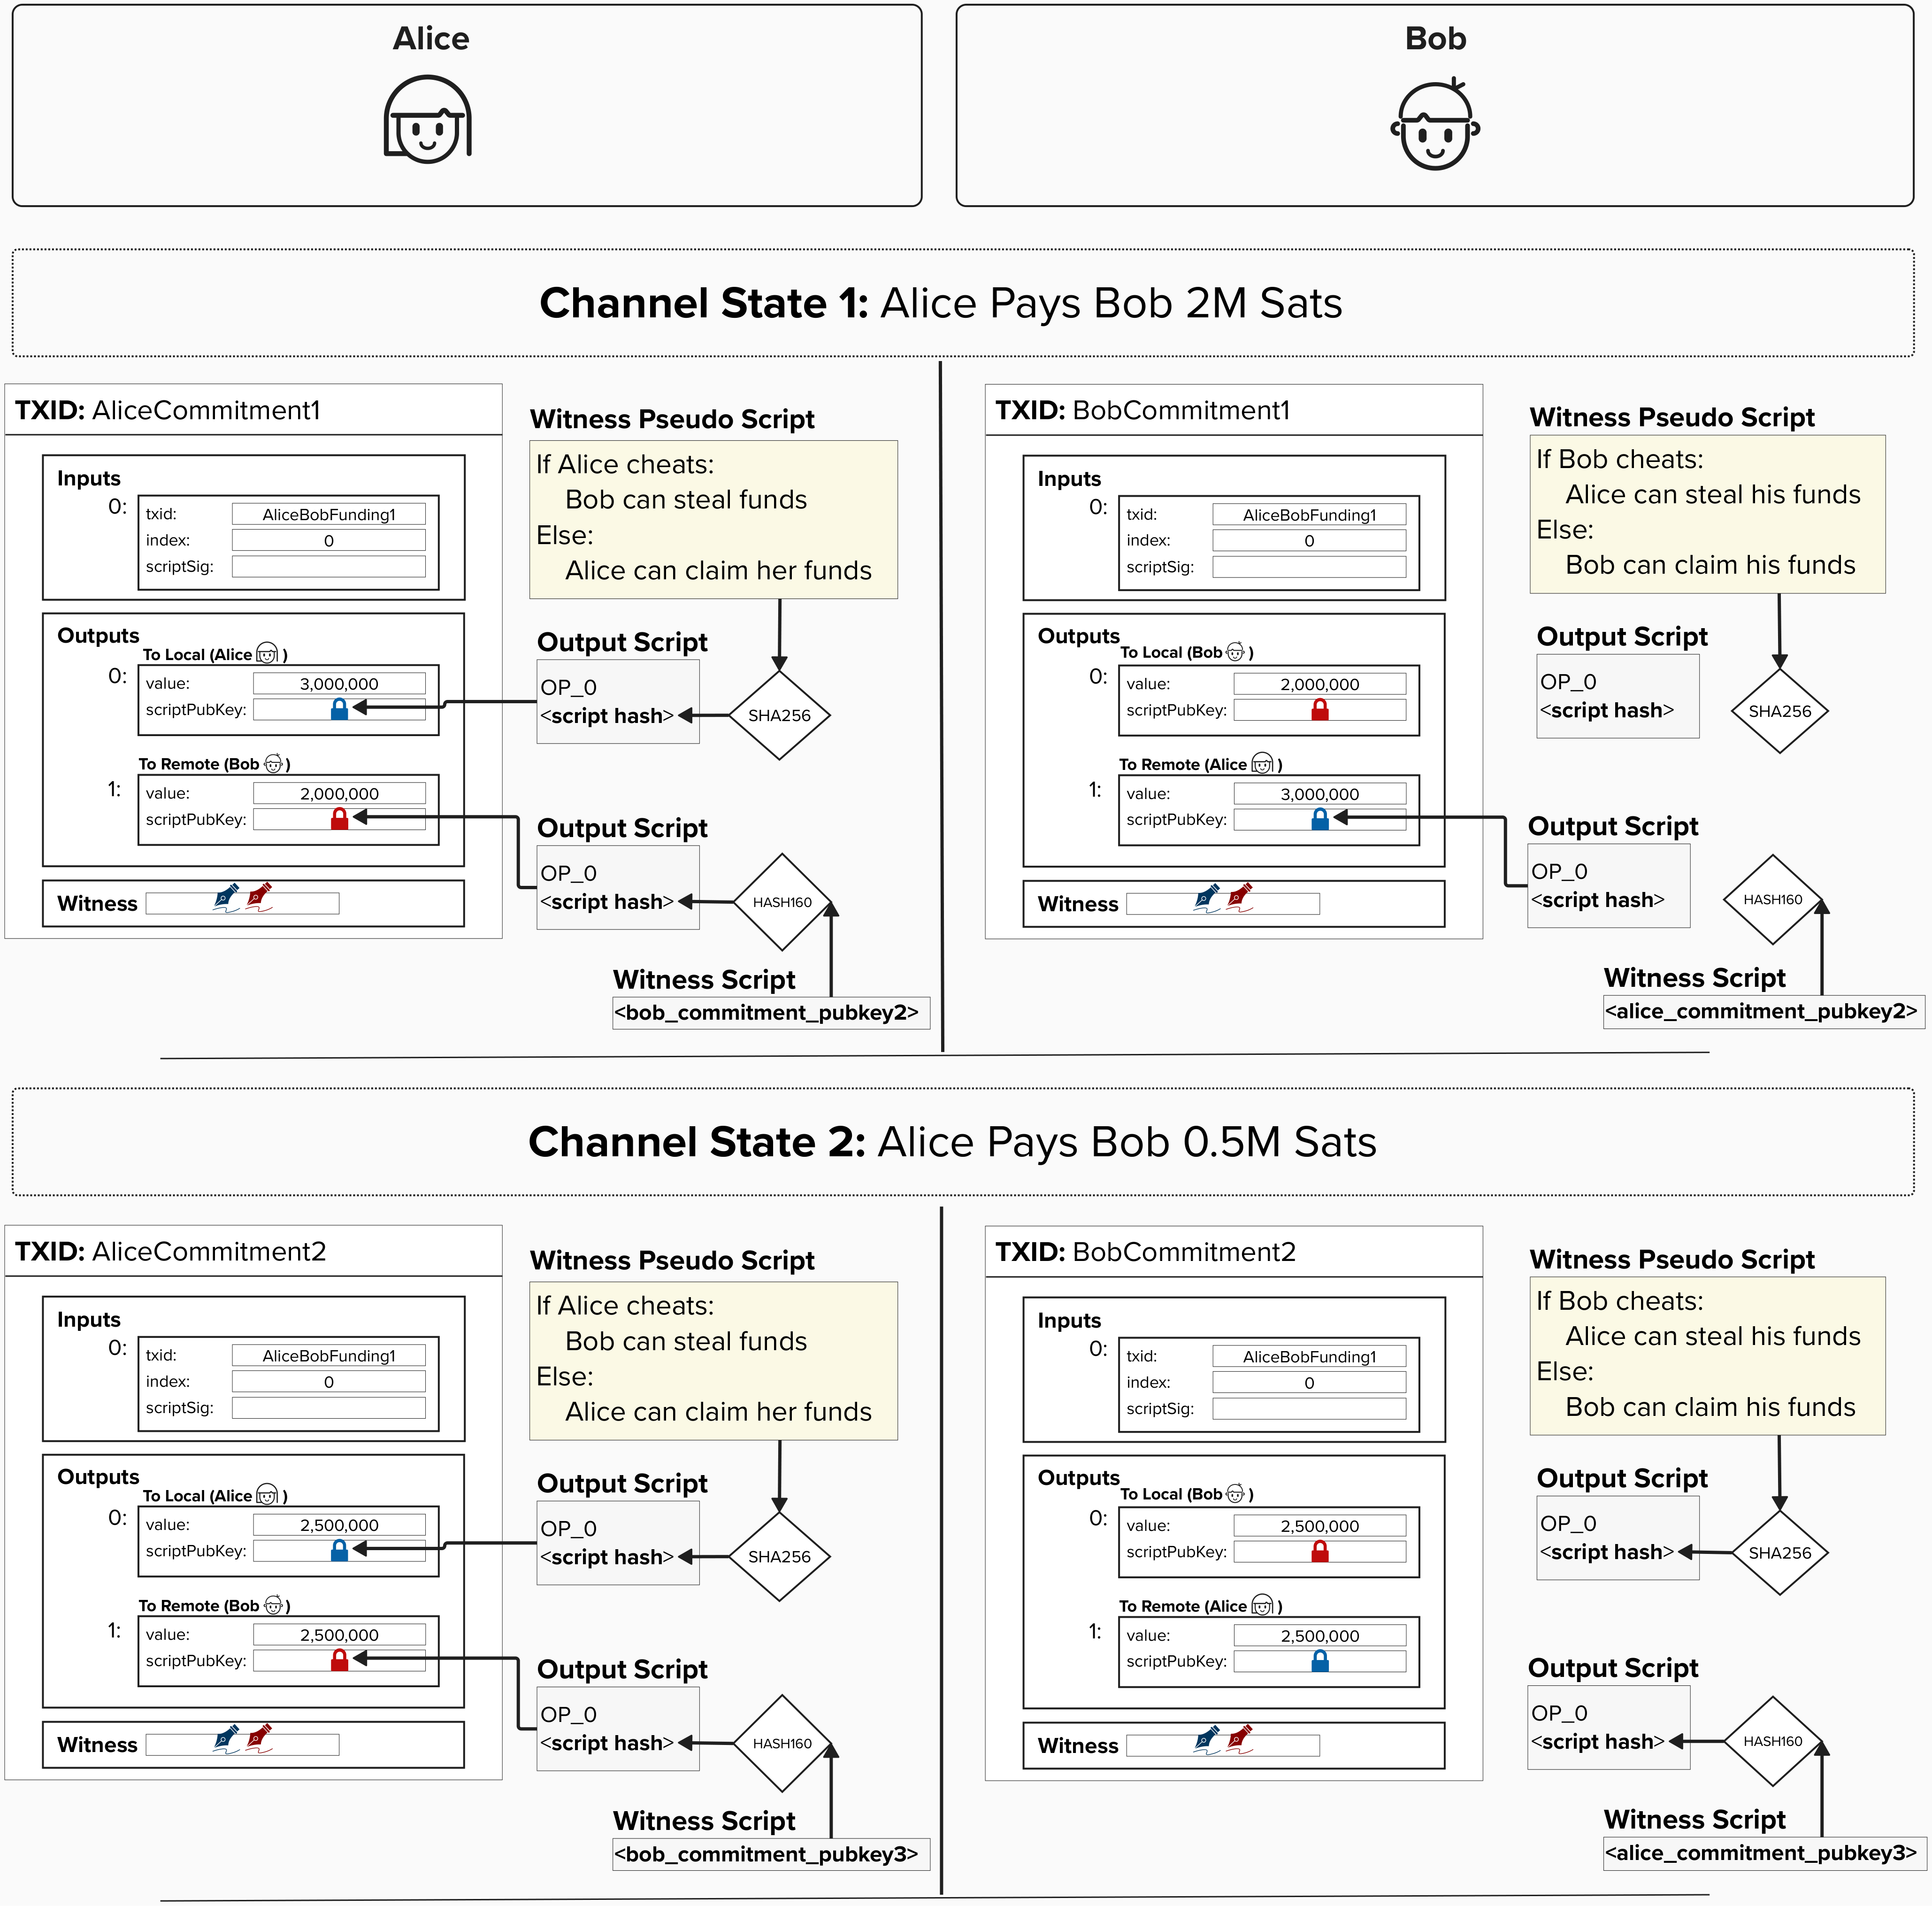 Alice
Bob
Channel State 1: Alice Pays Bob 2M Sats
TXID: AliceCommitment1
Inputs
0:
txid: AliceBobFunding1
index: 0
scriptSig:
Outputs
To Local (Alice )
0:
value: 3,000,000
scriptPubKey:
To Remote (Bob )
1:
value: 2,000,000
scriptPubKey:
Witness
Witness Pseudo Script
If Alice cheats:
Bob can steal funds
Else:
Alice can claim her funds
Output Script
OP_0
<script hash>
SHA256
Output Script
OP_0
<script hash>
HASH160
Witness Script
<bob_commitment_pubkey2>
TXID: BobCommitment1
Inputs
0:
txid: AliceBobFunding1
index: 0
scriptSig:
Outputs
To Local (Bob )
0:
value: 2,000,000
scriptPubKey:
To Remote (Alice )
1:
value: 3,000,000
scriptPubKey:
Witness
Witness Pseudo Script
If Bob cheats:
Alice can steal his funds
Else:
Bob can claim his funds
Output Script
OP_0
<script hash>
SHA256
Output Script
OP_0
<script hash>
HASH160
Witness Script
<alice_commitment_pubkey2>
Channel State 2: Alice Pays Bob 0.5M Sats
TXID: AliceCommitment2
Inputs
0:
txid: AliceBobFunding1
index: 0
scriptSig:
Outputs
To Local (Alice )
0:
value: 2,500,000
scriptPubKey:
To Remote (Bob )
1:
value: 2,500,000
scriptPubKey:
Witness
Witness Pseudo Script
If Alice cheats:
Bob can steal funds
Else:
Alice can claim her funds
Output Script
OP_0
<script hash>
SHA256
Output Script
OP_0
<script hash>
HASH160
Witness Script
<bob_commitment_pubkey3>
TXID: BobCommitment2
Inputs
0:
txid: AliceBobFunding1
index: 0
scriptSig:
Outputs
To Local (Bob )
0:
value: 2,500,000
scriptPubKey:
To Remote (Alice )
1:
value: 2,500,000
scriptPubKey:
Witness
Witness Pseudo Script
If Bob cheats:
Alice can steal his funds
Else:
Bob can claim his funds
Output Script
OP_0
<script hash>
SHA256
Output Script
OP_0
<script hash>
HASH160
Witness Script
<alice_commitment_pubkey3>